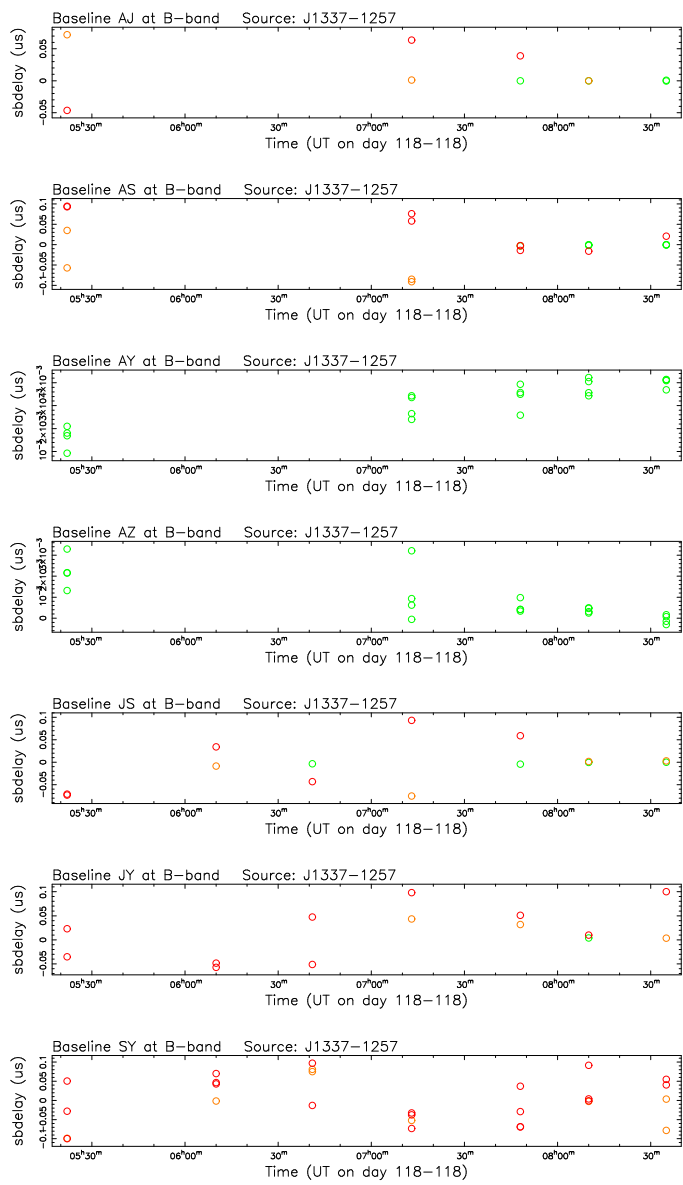 Baseline AJ at B-band Source: J1337-1257
sbdelay (us)
-0.05 0 0.05
05h30m 06h00m 30m 07h00m 30m 08h00m 30m
Time (UT on day 118-118)
Baseline AS at B-band Source: J1337-1257
sbdelay (us)
-0.1 -0.05 0 0.05 0.1
05h30m 06h00m 30m 07h00m 30m 08h00m 30m
Time (UT on day 118-118)
Baseline AY at B-band Source: J1337-1257
sbdelay (us)
05h30m 06h00m 30m 07h00m 30m 08h00m 30m
Time (UT on day 118-118)
Baseline AZ at B-band Source: J1337-1257
sbdelay (us)
0
05h30m 06h00m 30m 07h00m 30m 08h00m 30m
Time (UT on day 118-118)
Baseline JS at B-band Source: J1337-1257
sbdelay (us)
-0.05 0 0.05 0.1
05h30m 06h00m 30m 07h00m 30m 08h00m 30m
Time (UT on day 118-118)
Baseline JY at B-band Source: J1337-1257
sbdelay (us)
-0.05 0 0.05 0.1
05h30m 06h00m 30m 07h00m 30m 08h00m 30m
Time (UT on day 118-118)
Baseline SY at B-band Source: J1337-1257
sbdelay (us)
-0.1 -0.05 0 0.05 0.1
05h30m 06h00m 30m 07h00m 30m 08h00m 30m
Time (UT on day 118-118)